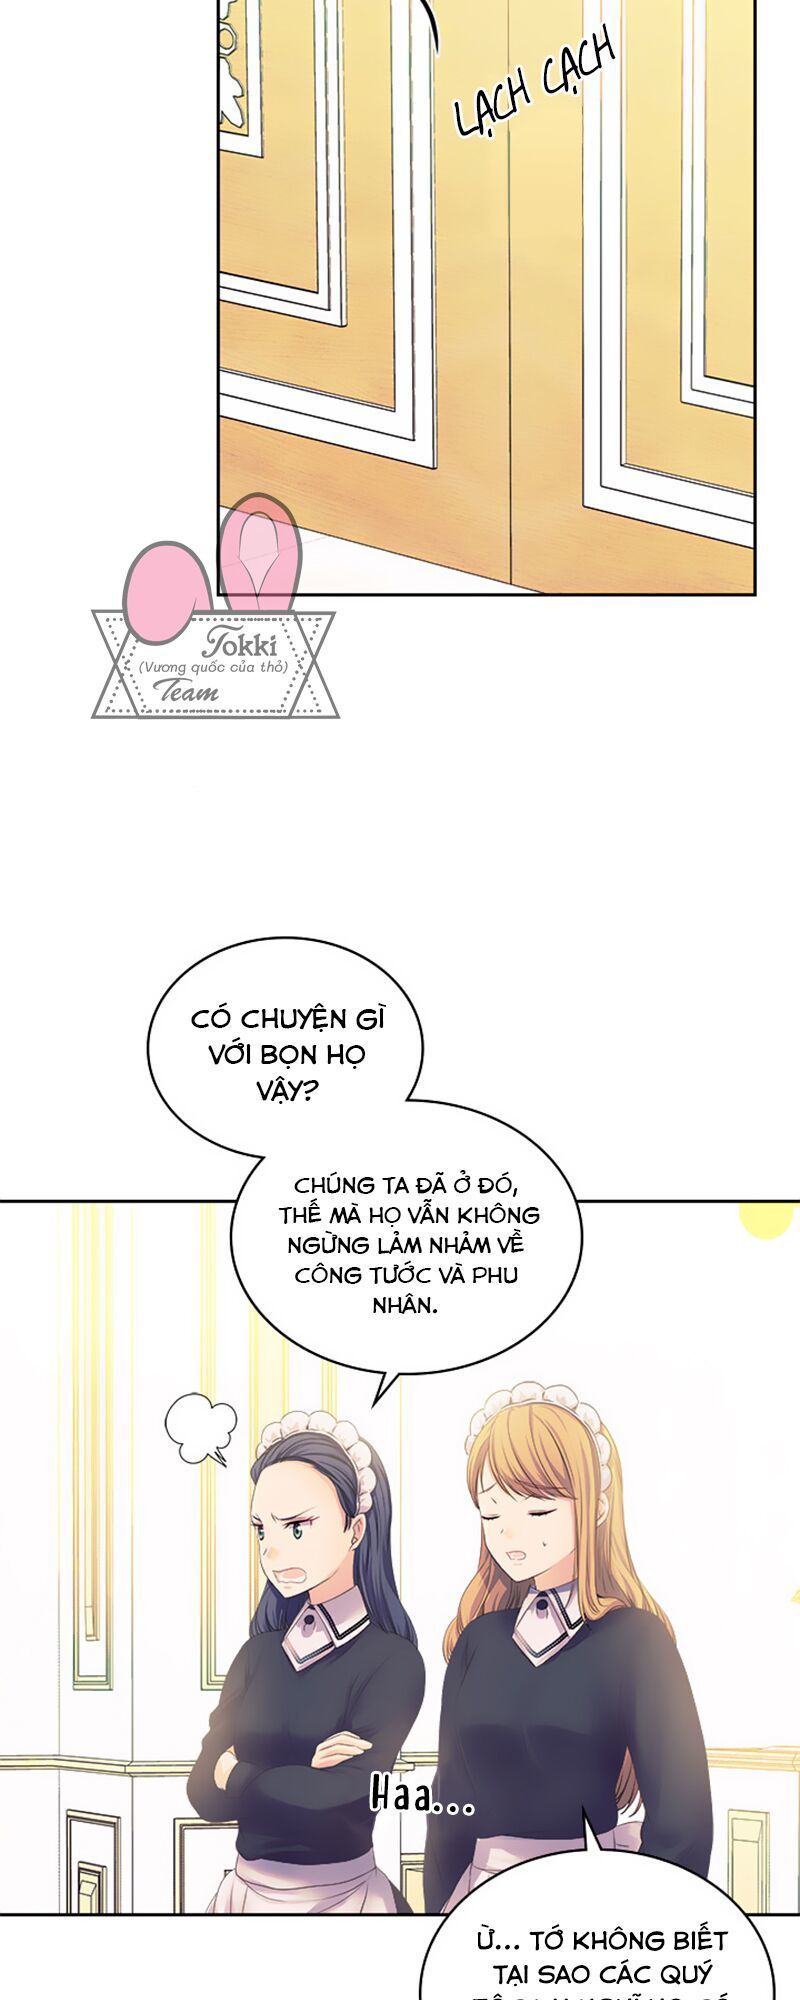 LẠCH CẠCH
Tokki
(Vương quốc của thỏ)
Team
CÓ CHUYỆN GÌ
VỚI BỌN HỌ
VẬY?
CHÚNG TA ĐÃ Ở ĐÓ,
THẾ MÀ HỌ VẪN KHÔNG
NGỪNG LẢM NHẢM VỀ
CÔNG TƯỚC VÀ PHU
NHÂN.
Haa...
Ừ... TỚ KHÔNG BIẾT
TẠI SAO CÁC QUÝ